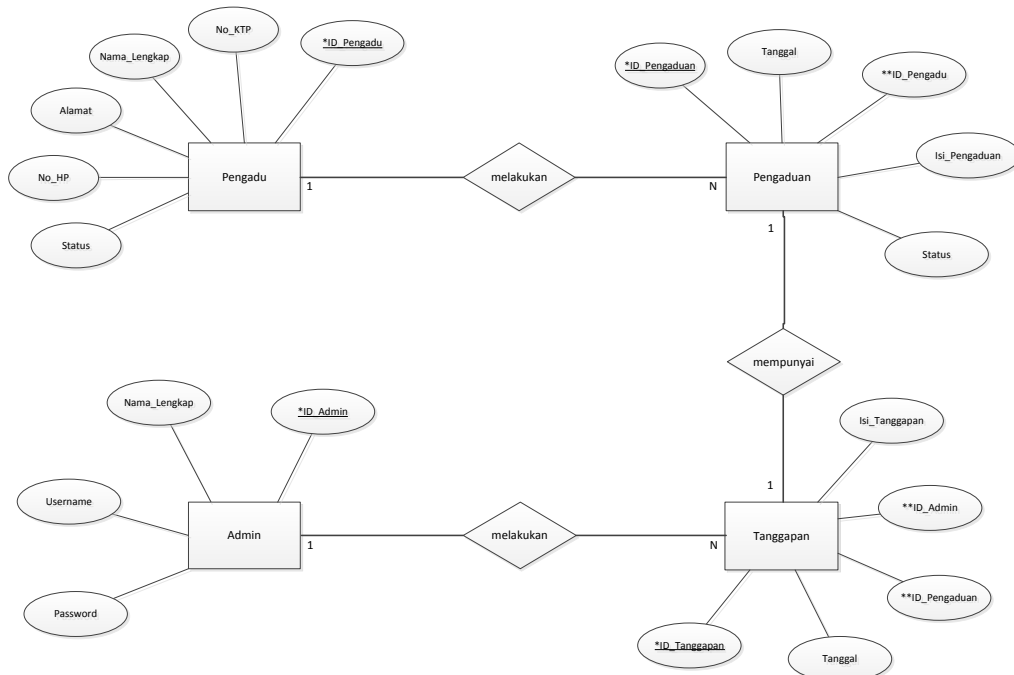 No_KTP
*ID_Pengadu
Nama_Lengkap
Alamat
No_HP
Status
Pengadu
1
melakukan
N
Pengaduan
*ID_Pengaduan
Tanggal
**ID_Pengadu
Isi_Pengaduan
Status
1
mempunyai
1
Nama_Lengkap
*ID_Admin
Username
Password
Admin
1
melakukan
N
Tanggapan
Isi_Tanggapan
**ID_Admin
**ID_Pengaduan
*ID_Tanggapan
Tanggal